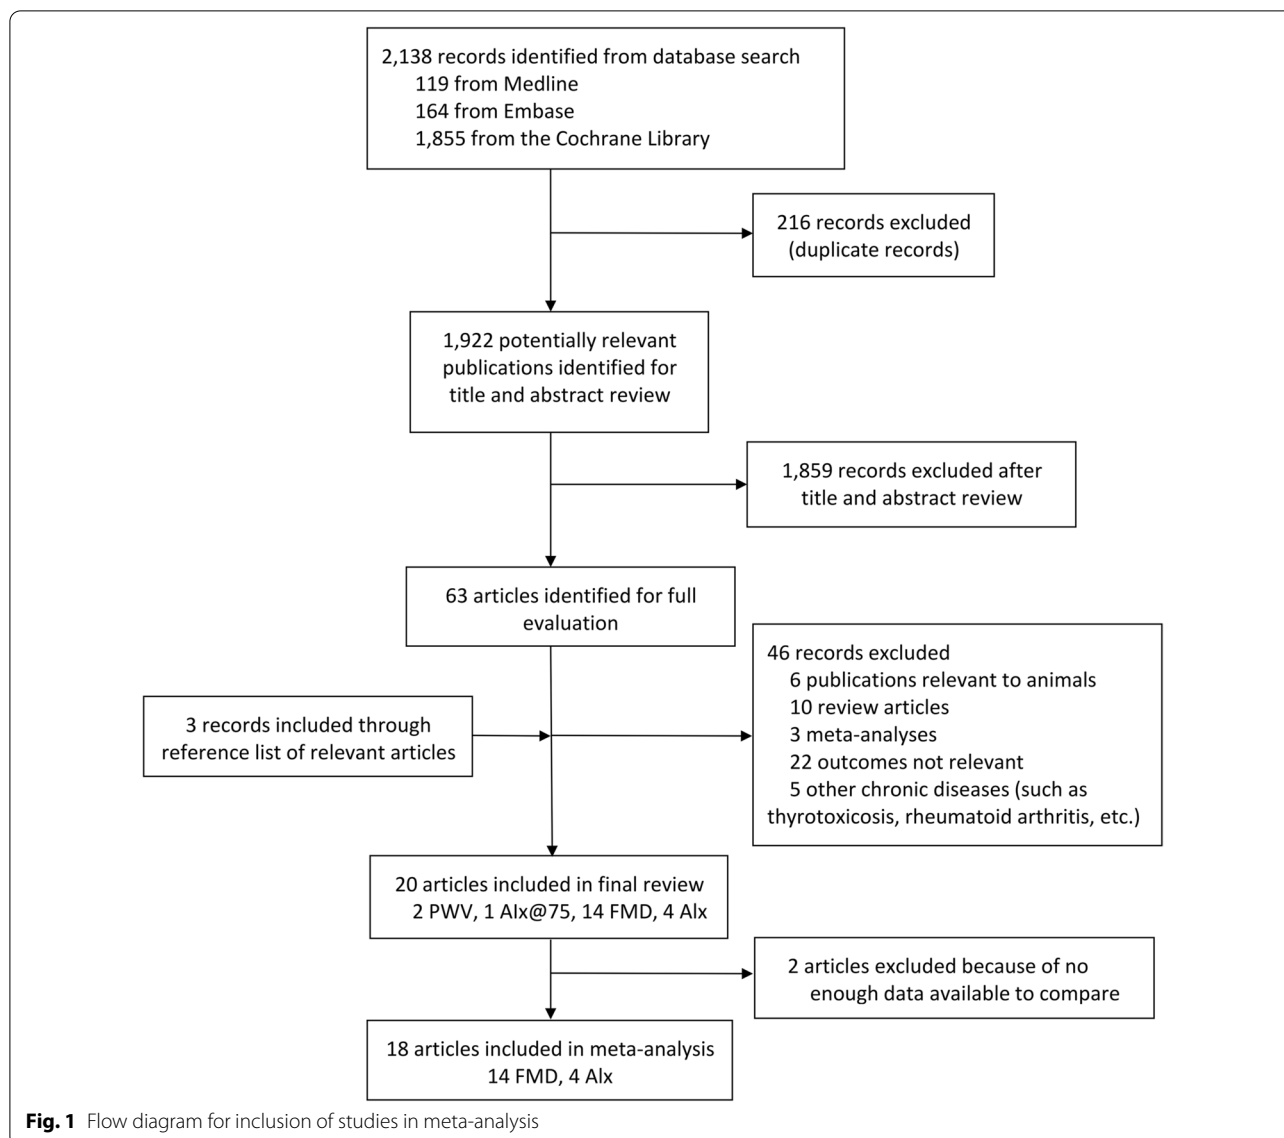 2,138 records identified from database search
119 from Medline
164 from Embase
1,855 from the Cochrane Library
216 records excluded
(duplicate records)
1,922 potentially relevant
publications identified for
title and abstract review
1,859 records excluded after
title and abstract review
63 articles identified for full
evaluation
46 records excluded
6 publications relevant to animals
10 review articles
3 meta-analyses
22 outcomes not relevant
5 other chronic diseases (such as
thyrotoxicosis, rheumatoid arthritis, etc.)
3 records included through
reference list of relevant articles
20 articles included in final review
2 PWV, 1 AIx@75, 14 FMD, 4 AIx
2 articles excluded because of no
enough data available to compare
18 articles included in meta-analysis
14 FMD, 4 AIx
Fig. 1 Flow diagram for inclusion of studies in meta-analysis